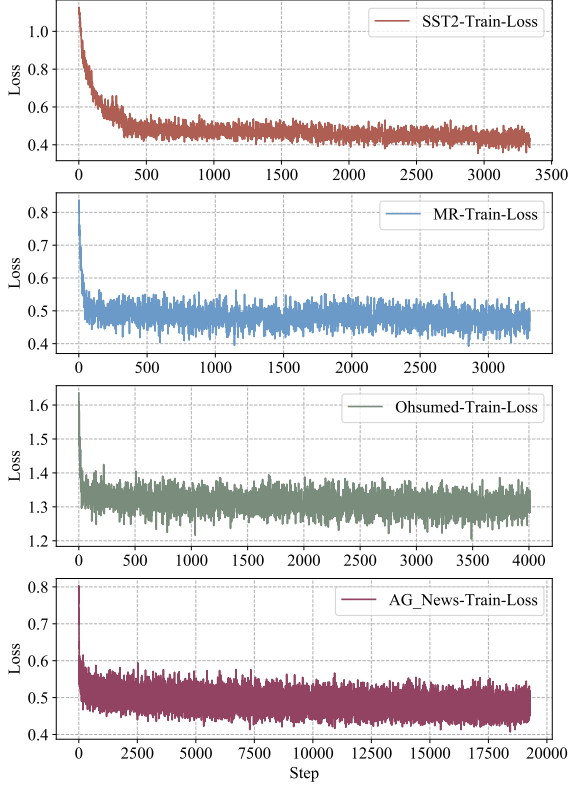 SST2-Train-Loss
Loss
1.0
0.8
0.6
0.4
0 500 1000 1500 2000 2500 3000 3500
MR-Train-Loss
Loss
0.8
0.7
0.6
0.5
0.4
0 500 1000 1500 2000 2500 3000
Ohsumed-Train-Loss
Loss
1.6
1.5
1.4
1.3
1.2
0 500 1000 1500 2000 2500 3000 3500 4000
AG_News-Train-Loss
Loss
0.8
0.7
0.6
0.5
0.4
0 2500 5000 7500 10000 12500 15000 17500 20000
Step